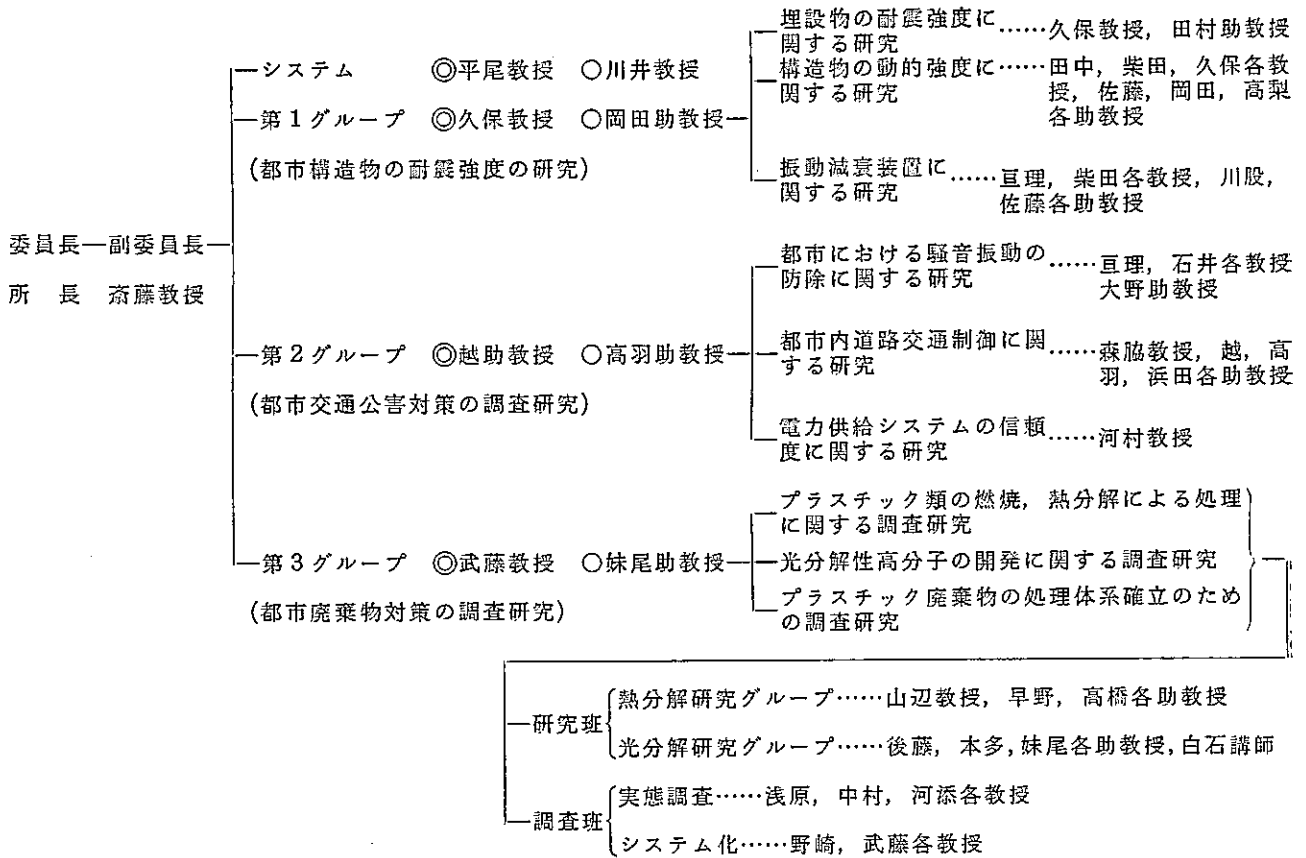 委員長―副委員長
所 長 斎藤教授
システム ◎平尾教授 ○川井教授
第1グループ ◎久保教授 ○岡田助教授
(都市構造物の耐震強度の研究)
埋設物の耐震強度に
関する研究 ……久保教授, 田村助教授
構造物の動的強度に
関する研究 ……田中, 柴田, 久保各教
授, 佐藤, 岡田, 高梨
各助教授
振動減衰装置に
関する研究 ……亘理, 柴田各教授, 川股,
佐藤各助教授
第2グループ ◎越助教授 ○高羽助教授
(都市交通公害対策の調査研究)
都市における騒音振動の
防除に関する研究 ……亘理, 石井各教授
大野助教授
都市内道路交通制御に関
する研究 ……森脇教授, 越, 高
羽, 浜田各助教授
電力供給システムの信頼
度に関する研究 ……河村教授
第3グループ ◎武藤教授 ○妹尾助教授
(都市廃棄物対策の調査研究)
プラスチック類の燃焼, 熱分解による処理
に関する調査研究
光分解性高分子の開発に関する調査研究
プラスチック廃棄物の処理体系確立のため
の調査研究
研究班
熱分解研究グループ……山辺教授, 早野, 高橋各助教授
光分解研究グループ……後藤, 本多, 妹尾各助教授, 白石講師
調査班
実態調査……浅原, 中村, 河添各教授
システム化……野崎, 武藤各教授